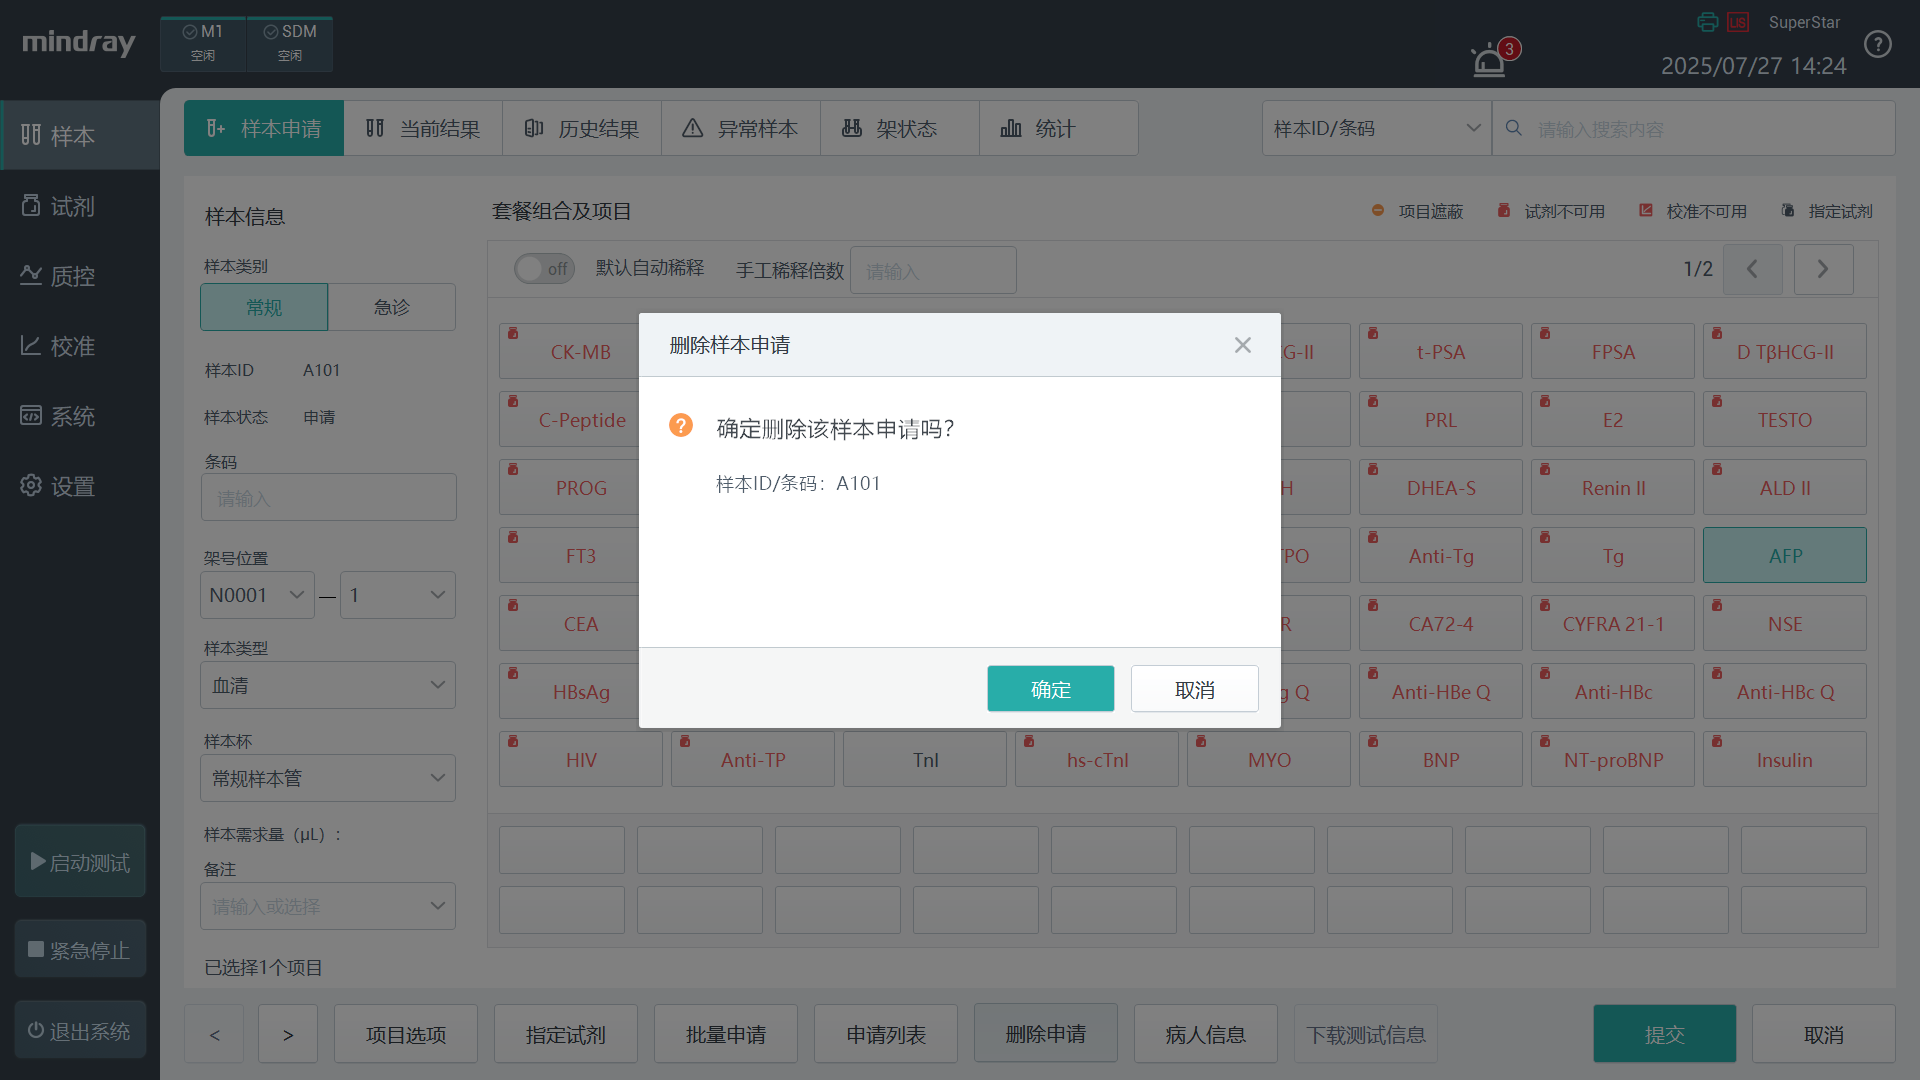 mindray
M1
空闲
SDM
空闲
3
LIS
SuperStar
2025/07/27 14:24
?
样本
试剂
质控
校准
系统
设置
启动测试
紧急停止
退出系统
样本申请
当前结果
历史结果
异常样本
架状态
统计
样本ID/条码
请输入搜索内容
样本信息
样本类别
常规
急诊
样本ID A101
样本状态 申请
条码
请输入
架号位置
N0001 — 1
样本类型
血清
样本杯
常规样本管
样本需求量（μL）:
备注
请输入或选择
已选择1个项目
套餐组合及项目
项目遮蔽
试剂不可用
校准不可用
指定试剂
off
默认自动稀释
手工稀释倍数
请输入
1/2
CK-MB
G-II
t-PSA
FPSA
D TβHCG-II
C-Peptide
PRL
E2
TESTO
PROG
H
DHEA-S
Renin II
ALD II
FT3
PO
Anti-Tg
Tg
AFP
CEA
R
CA72-4
CYFRA 21-1
NSE
HBsAg
g Q
Anti-HBe Q
Anti-HBc
Anti-HBc Q
HIV
Anti-TP
TnI
hs-cTnI
MYO
BNP
NT-proBNP
Insulin
删除样本申请
?
确定删除该样本申请吗？
样本ID/条码：A101
确定
取消
<
>
项目选项
指定试剂
批量申请
申请列表
删除申请
病人信息
下载测试信息
提交
取消